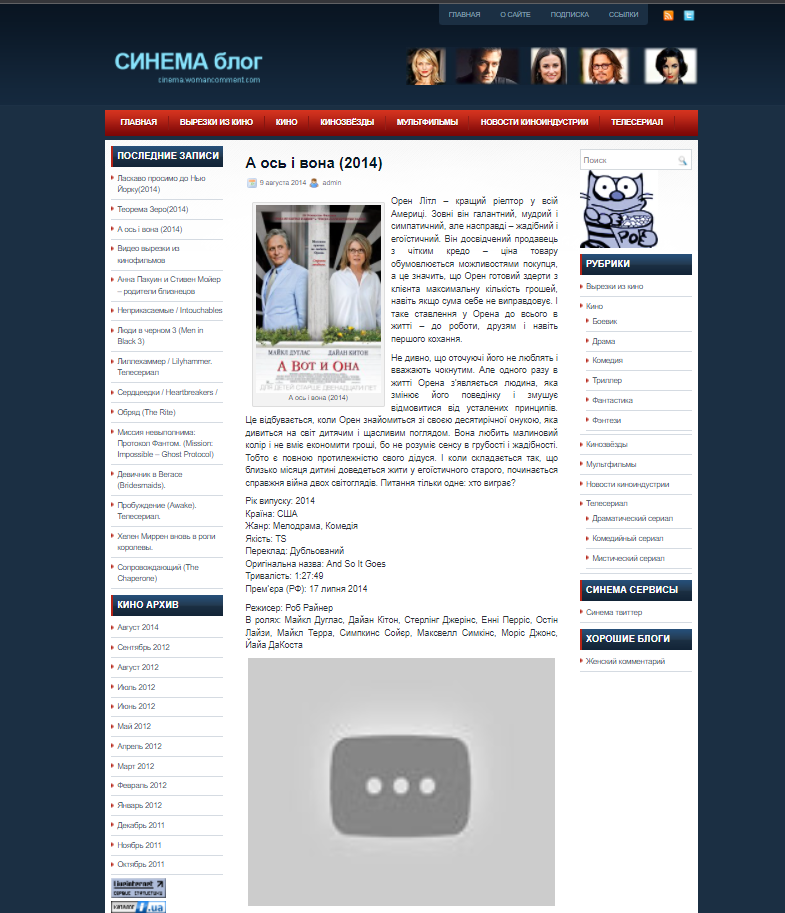 ГЛАВНАЯ О САЙТЕ ПОДПИСКА ССЫЛКИ
СИНЕМА блог
cinema.womancomment.com
ГЛАВНАЯ ВЫРЕЗКИ ИЗ КИНО КИНО КИНОЗВЁЗДЫ МУЛЬТФИЛЬМЫ НОВОСТИ КИНОИНДУСТРИИ ТЕЛЕСЕРИАЛ
ПОСЛЕДНИЕ ЗАПИСИ
Ласкаво просимо до Нью
Йорку(2014)
Теорема Зеро(2014)
А ось і вона (2014)
Видео вырезки из
кинофильмов
Анна Пакуин и Стивен Мойер
– родители близнецов
Неприкасаемые / Intouchables
Люди в черном 3 (Men in
Black 3)
Лиллехаммер / Lilyhammer.
Телесериал
Сердцеедки / Heartbreakers /
Обряд (The Rite)
Миссия невыполнима:
Протокол Фантом. (Mission:
Impossible – Ghost Protocol)
Девичник в Вегасе
(Bridesmaids).
Пробуждение (Awake).
Телесериал.
Хелен Миррен вновь в роли
королевы.
Сопровождающий (The
Chaperone)
КИНО АРХИВ
Август 2014
Сентябрь 2012
Август 2012
Июль 2012
Июнь 2012
Май 2012
Апрель 2012
Март 2012
Февраль 2012
Январь 2012
Декабрь 2011
Ноябрь 2011
Октябрь 2011
liveinternet
СЕРВИС СТАТИСТИКИ
КАТАЛОГ i.ua
А ось і вона (2014)
9 августа 2014 admin
МАЙКЛ ДУГЛАС ДАЙАН КИТОН
А ВОТ И ОНА
ДЛЯ ДЕТЕЙ СТАРШЕ ДВЕНАДЦАТИ ЛЕТ
А ось і вона (2014)
Орен Літл – кращий ріелтор у всій
Америці. Зовні він галантний, мудрий і
симпатичний, але насправді – жадібний і
егоїстичний. Він досвідчений продавець
з чітким кредо – ціна товару
обумовлюється можливостями покупця,
а це значить, що Орен готовий здерти з
клієнта максимальну кількість грошей,
навіть якщо сума себе не виправдовує. І
таке ставлення у Орена до всього в
житті – до роботи, друзям і навіть
першого кохання.
Не дивно, що оточуючі його не люблять і
вважають чокнутим. Але одного разу в
житті Орена з'являється людина, яка
змінює його поведінку і змушує
відмовитися від усталених принципів.
Це відбувається, коли Орен знайомиться зі своєю десятирічної онукою, яка
дивиться на світ дитячим і щасливим поглядом. Вона любить малиновий
колір і не вміє економити гроші, бо не розуміє сенсу в грубості і жадібності.
Тобто є повною протилежністю свого дідуся. І коли складається так, що
близько місяця дитині доведеться жити у егоїстичного старого, починається
справжня війна двох світоглядів. Питання тільки одне: хто виграє?
Рік випуску: 2014
Країна: США
Жанр: Мелодрама, Комедія
Якість: TS
Переклад: Дубльований
Оригінальна назва: And So It Goes
Тривалість: 1:27:49
Прем'єра (РФ): 17 липня 2014
Режисер: Роб Райнер
В ролях: Майкл Дуглас, Дайан Кітон, Стерлінг Джерінс, Енні Перріс, Остін
Лайзи, Майкл Терра, Симпкинс Сойєр, Максвелл Симкінс, Моріс Джонс,
Йайа ДаКоста
Поиск
POE
РУБРИКИ
Вырезки из кино
Кино
Боевик
Драма
Комедия
Триллер
Фантастика
Фэнтези
Кинозвёзды
Мультфильмы
Новости киноиндустрии
Телесериал
Драматический сериал
Комедийный сериал
Мистический сериал
СИНЕМА СЕРВИСЫ
Синема твиттер
ХОРОШИЕ БЛОГИ
Женский комментарий